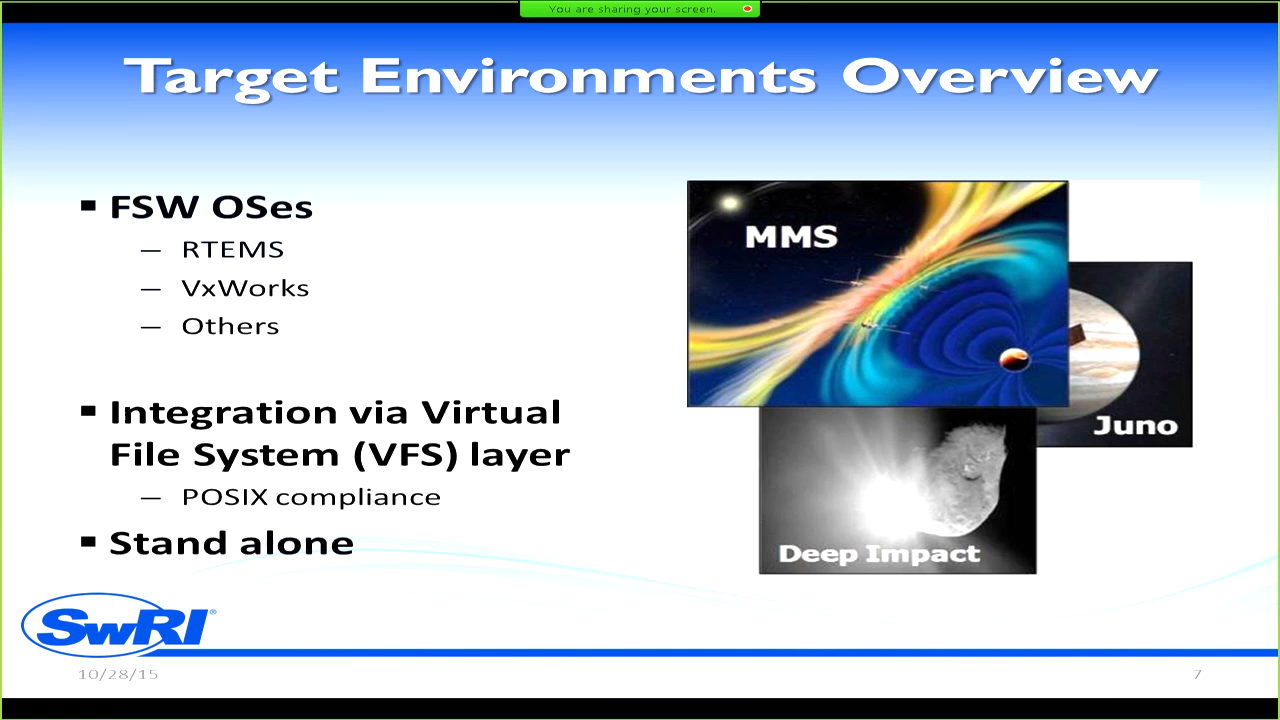 You are sharing your screen.
Target Environments Overview
▪ FSW OSes
— RTEMS
— VxWorks
— Others
▪ Integration via Virtual
File System (VFS) layer
— POSIX compliance
▪ Stand alone
MMS
Juno
Deep Impact
SwRI®
10/28/15
7